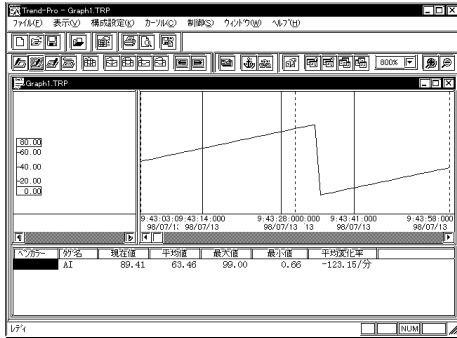 Trend-Pro - Graph1.TRP
ファイル(F) 表示(V) 構成設定(K) カーソル(C) 制御(S) ウィンドウ(W) ヘルプ(H)
800%
Graph1.TRP
80.00
60.00
40.00
20.00
0.00
9:43:03:09:43:14:000 9:43:28:000:000 9:43:41:000 9:43:58:000
98/07/1: 98/07/13 98/07/13 '13 98/07/13 98/07/13
ペンカラー タグ名 現在値 平均値 最大値 最小値 平均変化率
AI 89.41 63.46 99.00 0.66 -123.15/分
レディ NUM